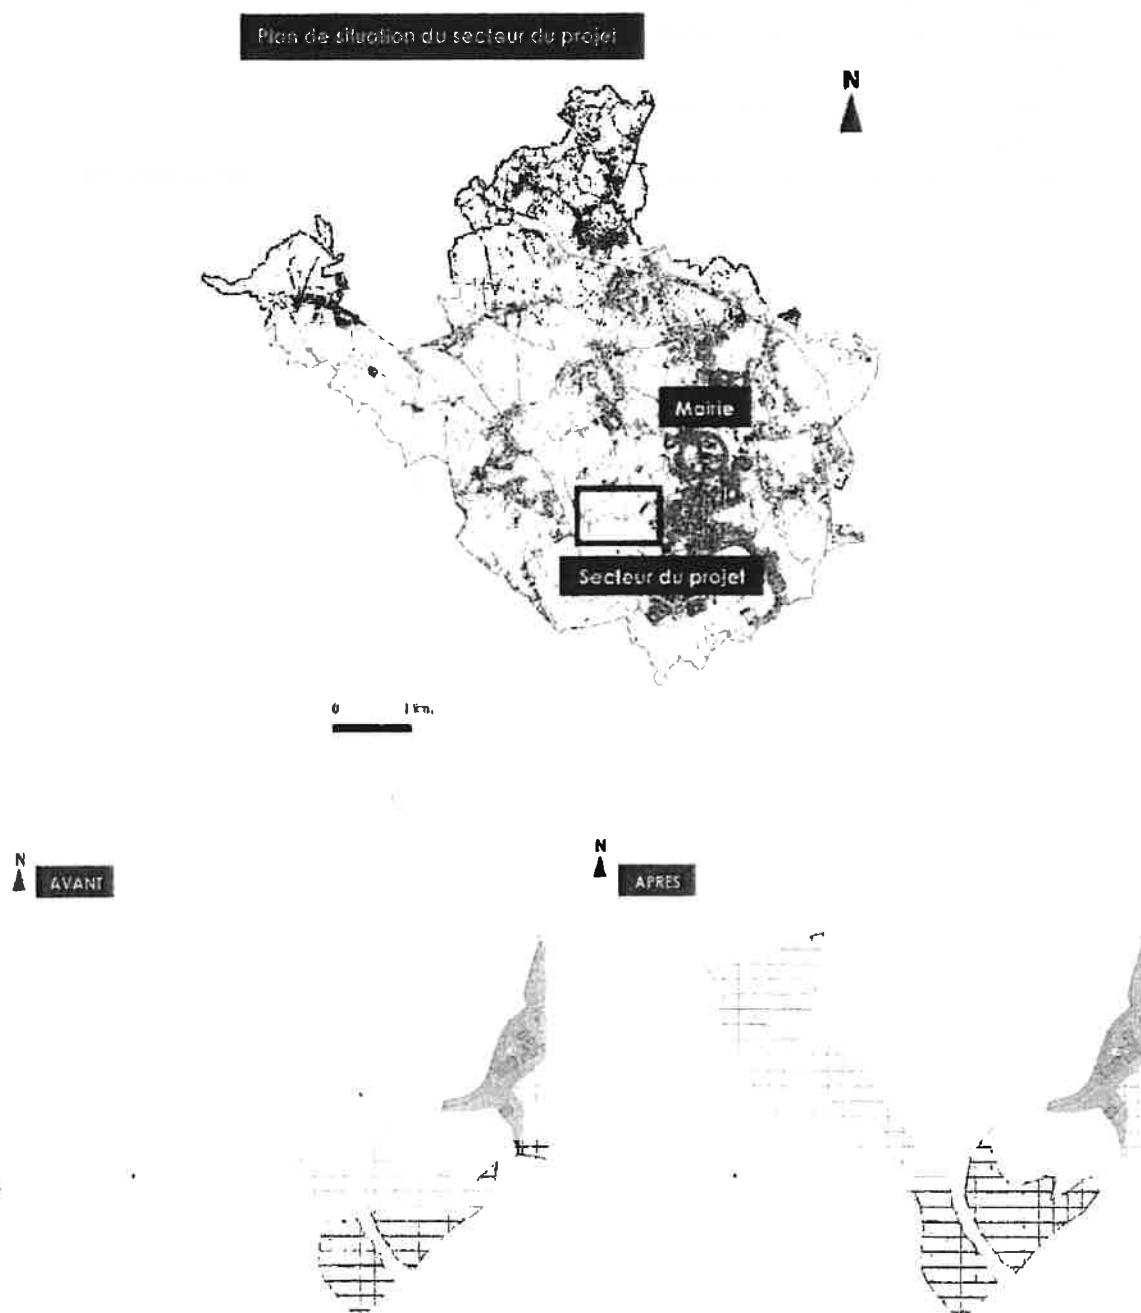 Plan de situation du secteur du projet
N
Mairie
Secteur du projet
0 1 km.
N
AVANT
N
APRES